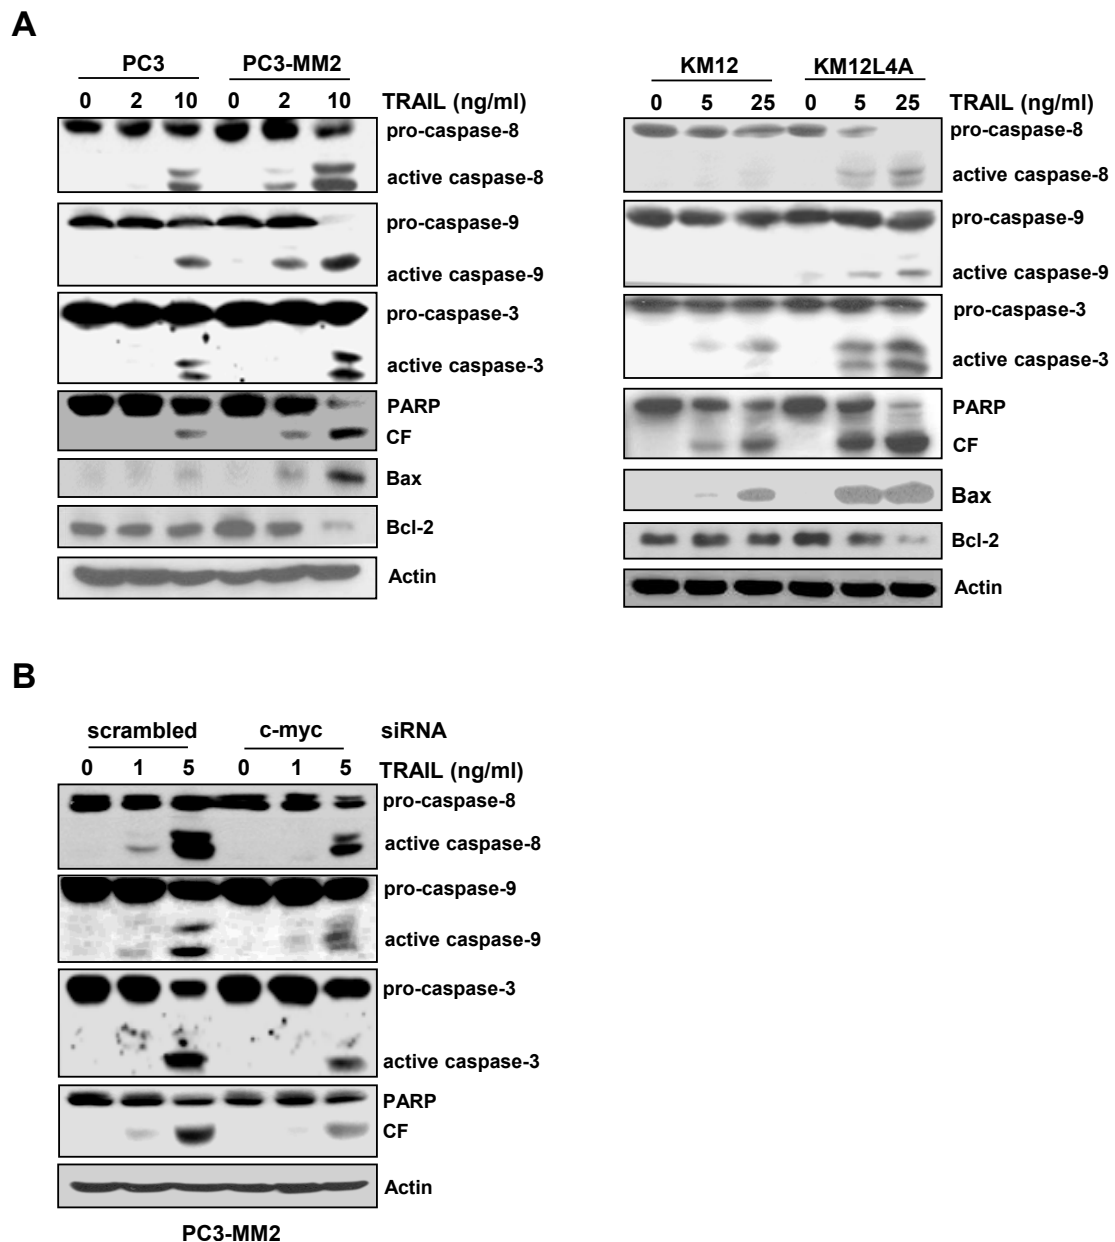 A
PC3 PC3-MM2
0 2 10 0 2 10 TRAIL (ng/ml)
pro-caspase-8
active caspase-8
pro-caspase-9
active caspase-9
pro-caspase-3
active caspase-3
PARP
CF
Bax
Bcl-2
Actin
KM12 KM12L4A
0 5 25 0 5 25 TRAIL (ng/ml)
pro-caspase-8
active caspase-8
pro-caspase-9
active caspase-9
pro-caspase-3
active caspase-3
PARP
CF
Bax
Bcl-2
Actin
B
scrambled c-myc siRNA
0 1 5 0 1 5 TRAIL (ng/ml)
pro-caspase-8
active caspase-8
pro-caspase-9
active caspase-9
pro-caspase-3
active caspase-3
PARP
CF
Actin
PC3-MM2